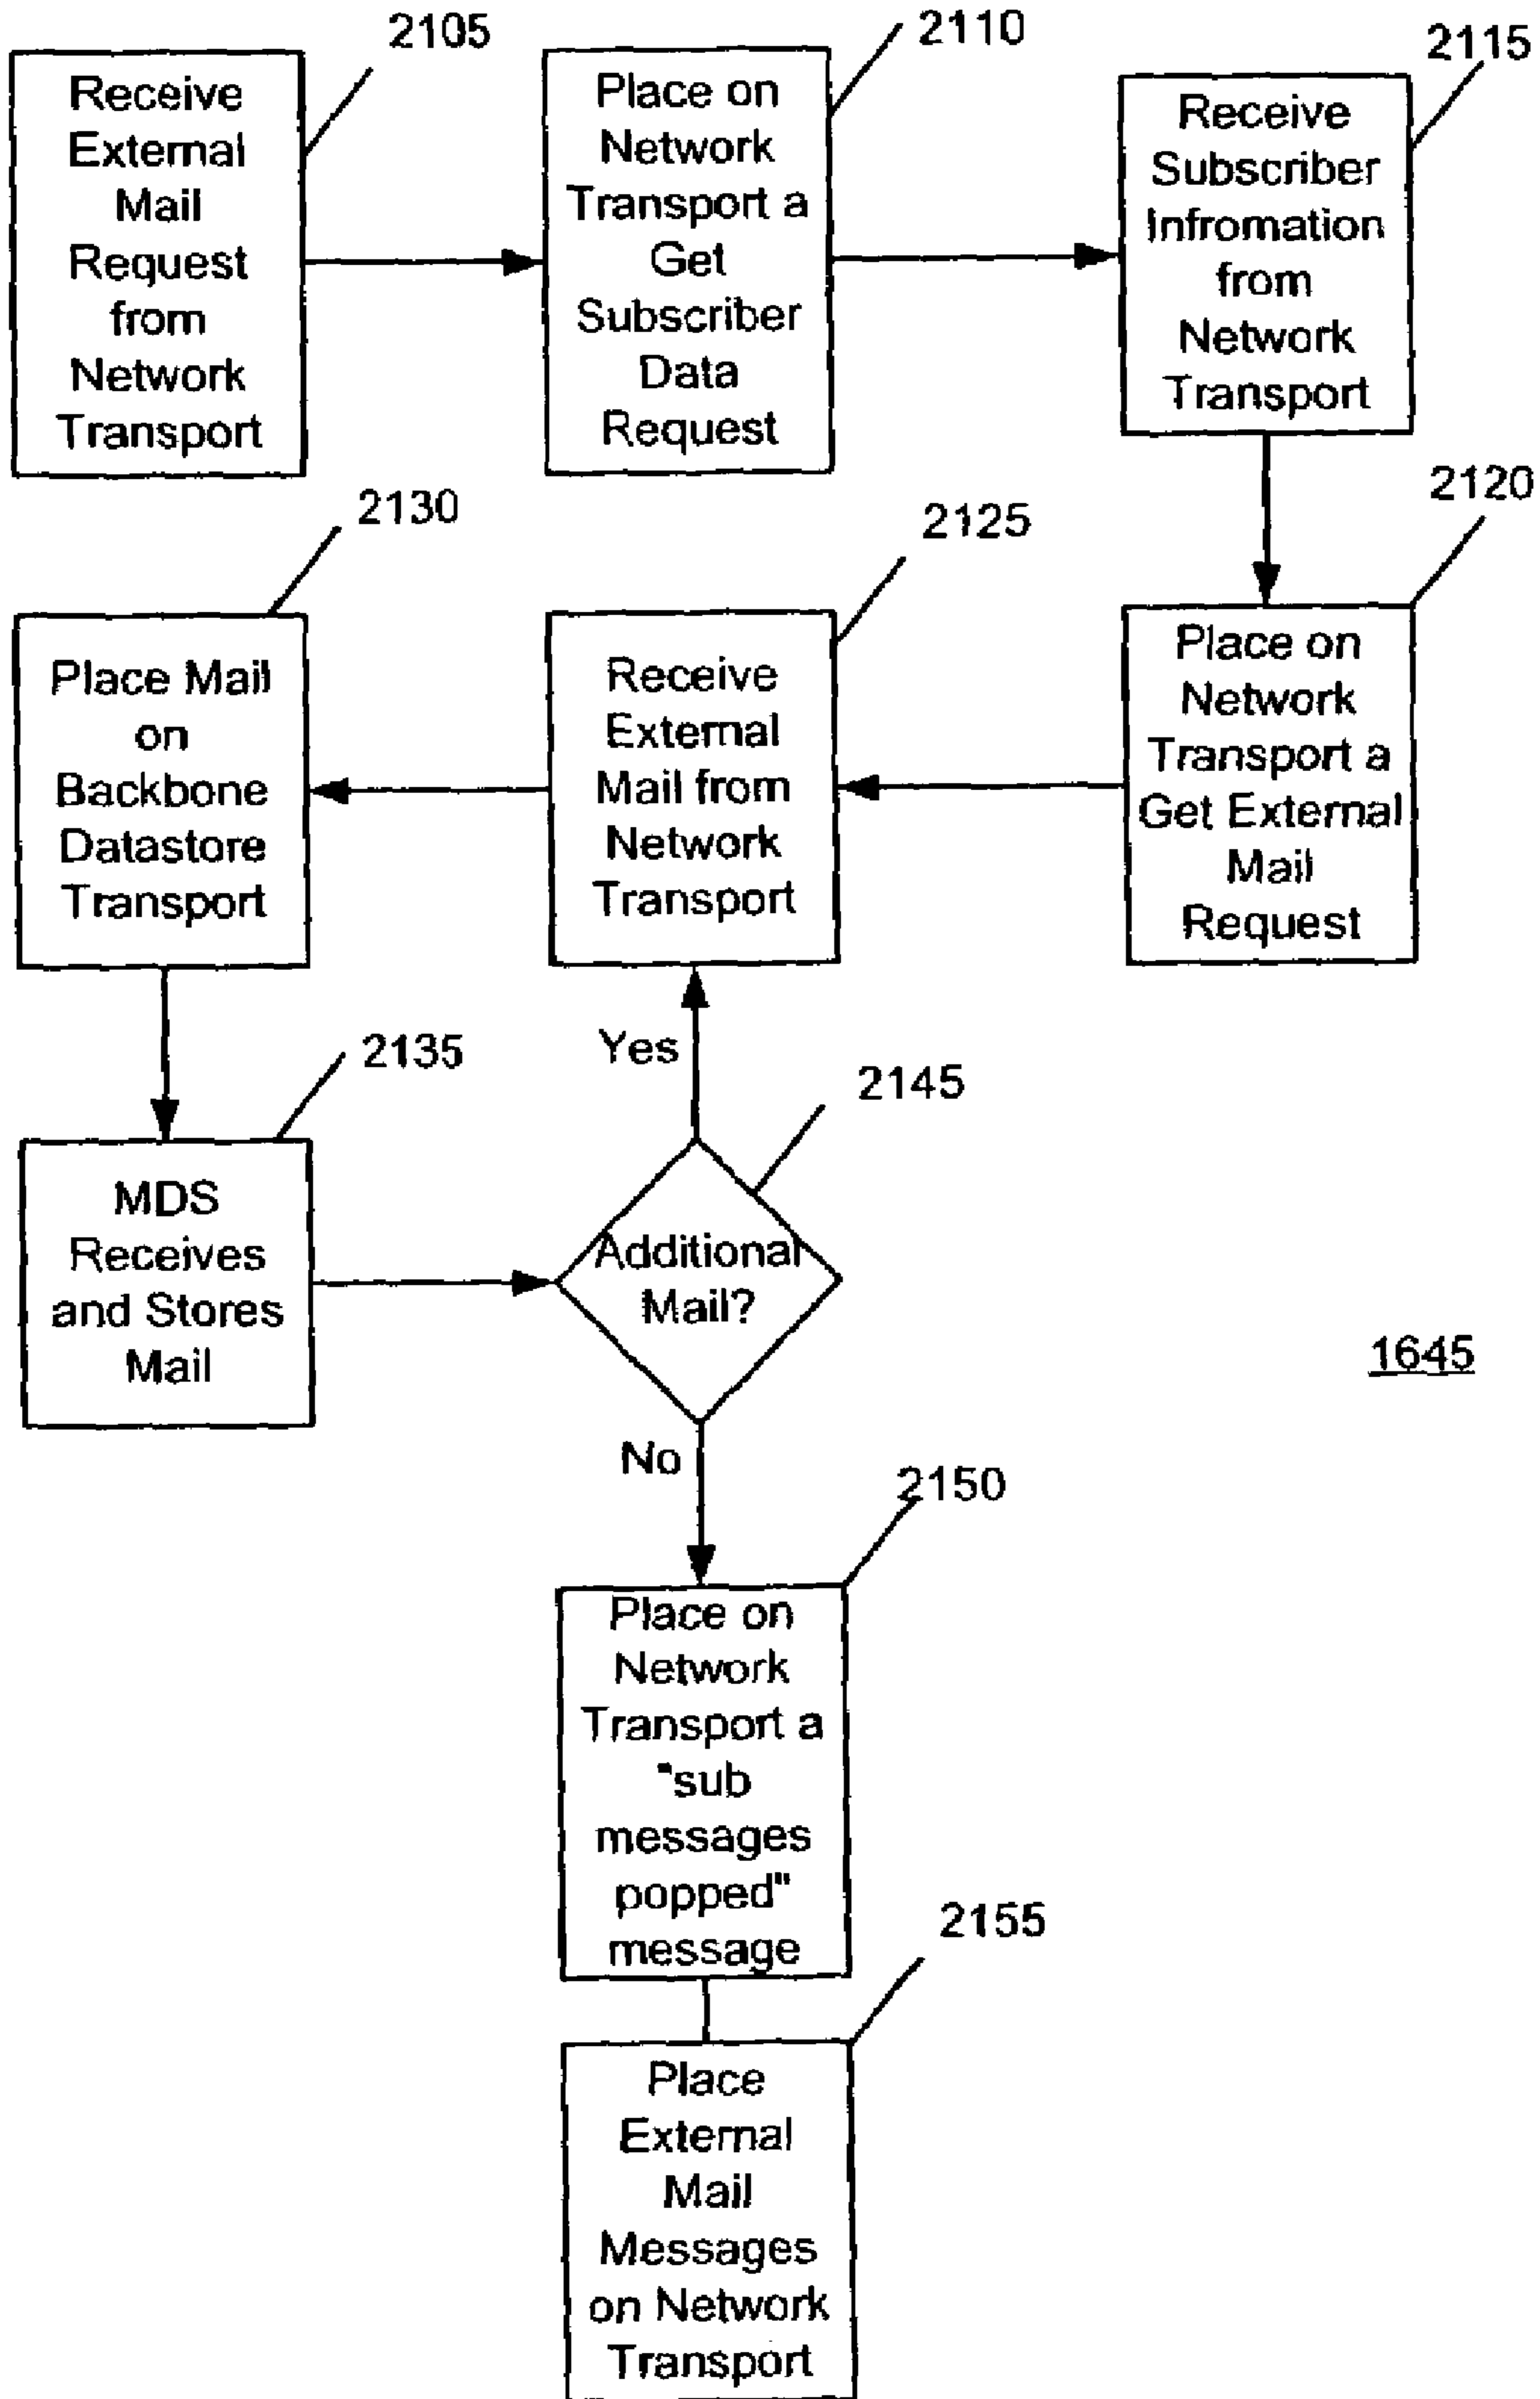 2105
Receive
External
Mail
Request
from
Network
Transport
2110
Place on
Network
Transport a
Get
Subscriber
Data
Request
2115
Receive
Subscriber
Infromation
from
Network
Transport
2120
Place on
Network
Transport a
Get External
Mail
Request
2125
Receive
External
Mail from
Network
Transport
2130
Place Mail
on
Backbone
Datastore
Transport
2135
MDS
Receives
and Stores
Mail
2145
Additional
Mail?
Yes
No
1645
2150
Place on
Network
Transport a
"sub
messages
popped"
message
2155
Place
External
Mail
Messages
on Network
Transport